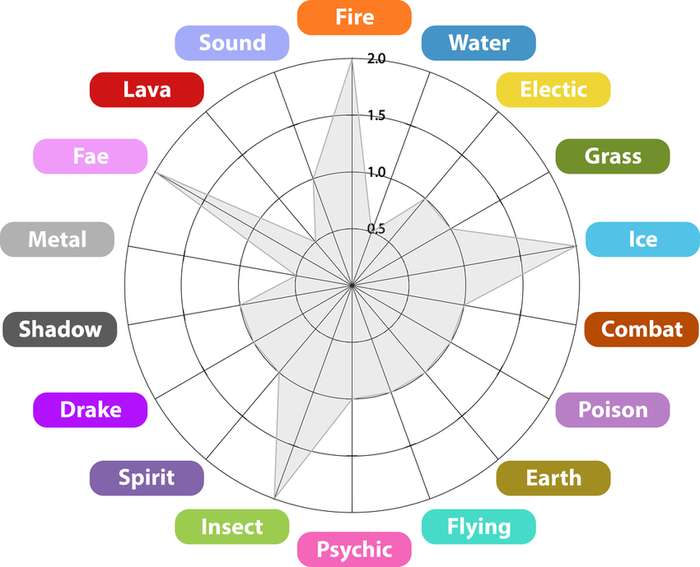 Fire
Sound
Water
2.0
Lava
Electic
1.5
Fae
Grass
1.0
0.5
Metal
Ice
Shadow
Combat
Drake
Poison
Spirit
Earth
Insect
Flying
Psychic